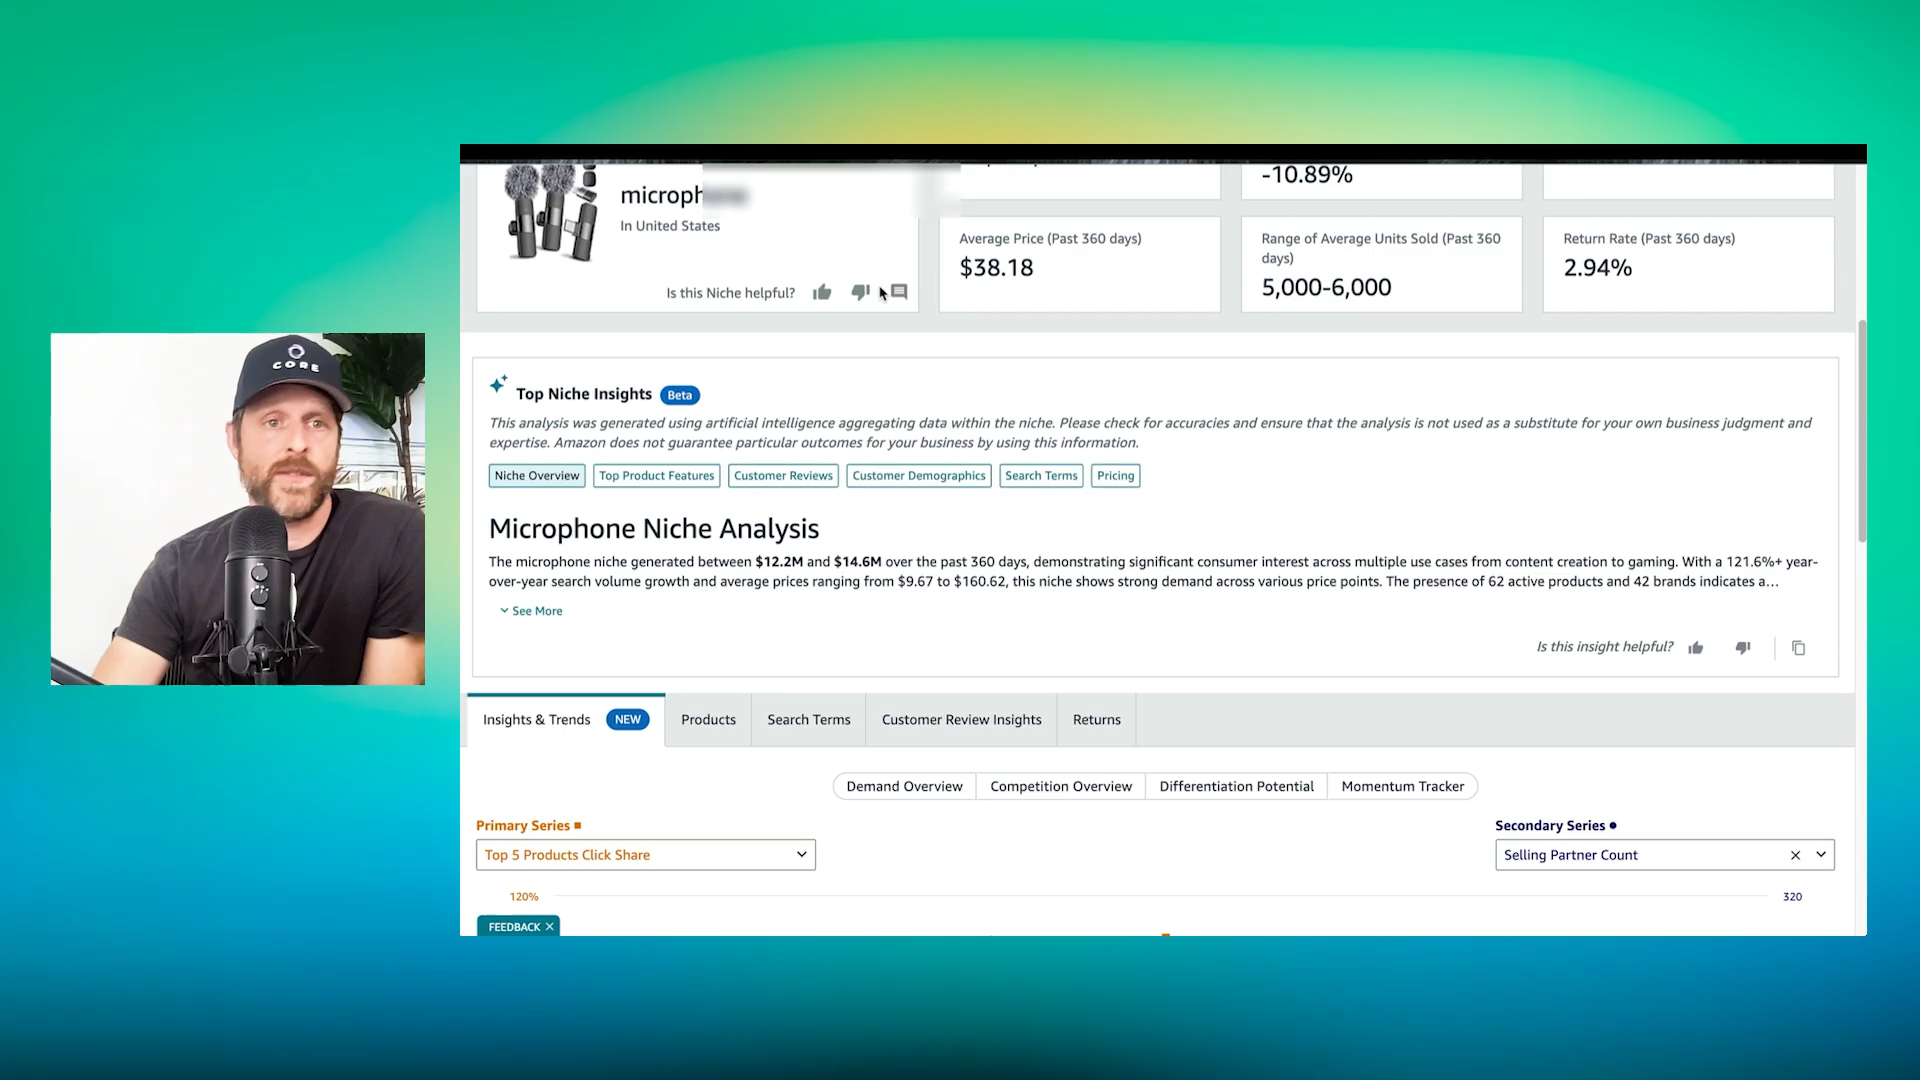 -10.89%
microphone
In United States
Is this Niche helpful?
Average Price (Past 360 days)
$38.18
Range of Average Units Sold (Past 360
days)
5,000-6,000
Return Rate (Past 360 days)
2.94%
CORE
Top Niche Insights Beta
This analysis was generated using artificial intelligence aggregating data within the niche. Please check for accuracies and ensure that the analysis is not used as a substitute for your own business judgment and
expertise. Amazon does not guarantee particular outcomes for your business by using this information.
Niche Overview Top Product Features Customer Reviews Customer Demographics Search Terms Pricing
Microphone Niche Analysis
The microphone niche generated between $12.2M and $14.6M over the past 360 days, demonstrating significant consumer interest across multiple use cases from content creation to gaming. With a 121.6%+ year-
over-year search volume growth and average prices ranging from $9.67 to $160.62, this niche shows strong demand across various price points. The presence of 62 active products and 42 brands indicates a...
See More
Is this insight helpful?
Insights & Trends NEW Products Search Terms Customer Review Insights Returns
Demand Overview Competition Overview Differentiation Potential Momentum Tracker
Primary Series
Secondary Series
Top 5 Products Click Share
Selling Partner Count
120%
320
FEEDBACK